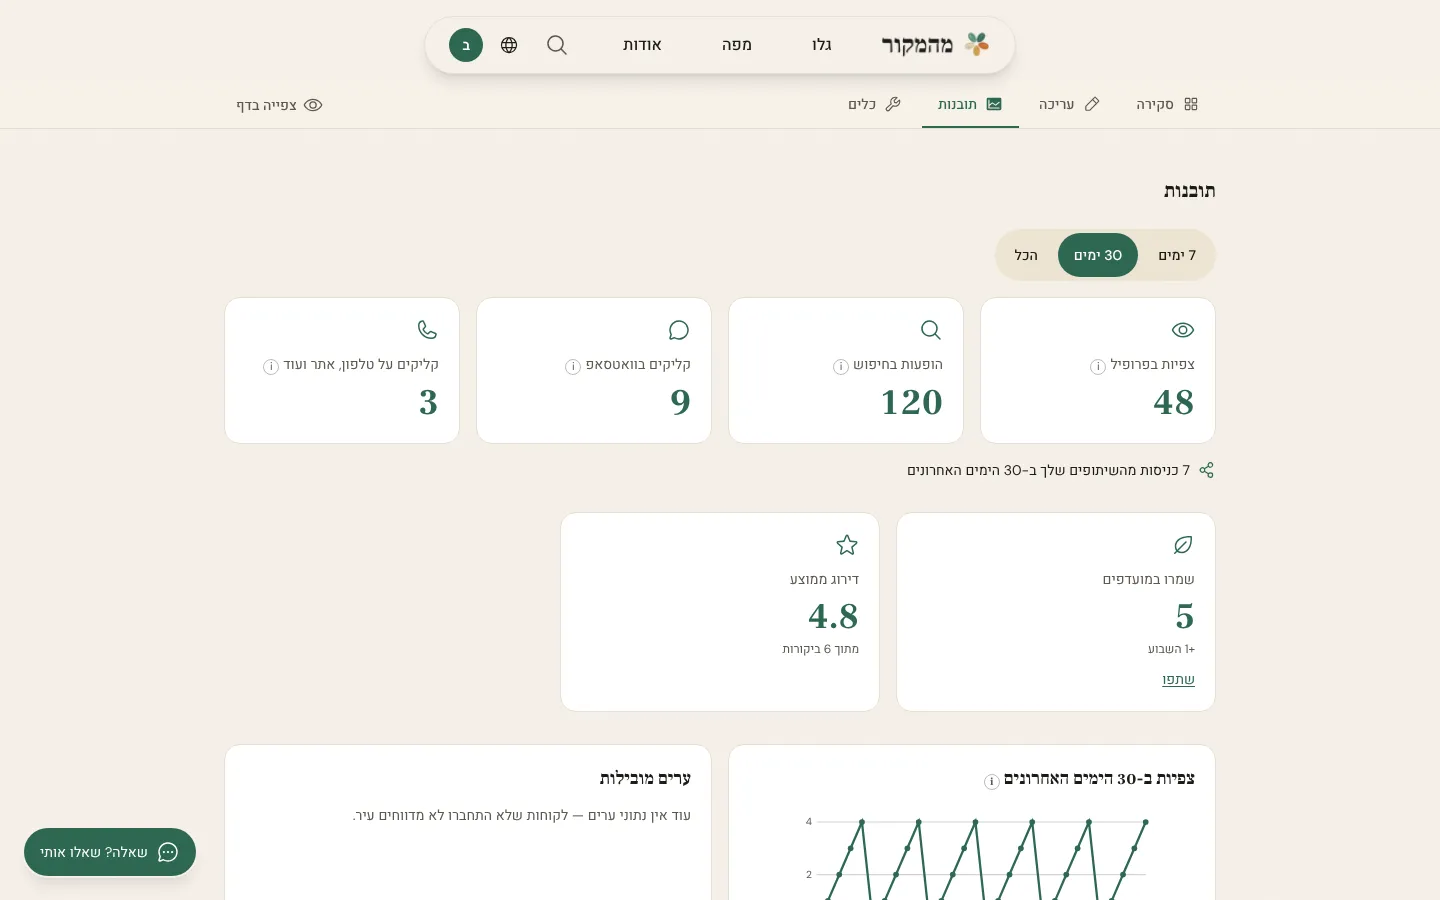 מהמקור
גלו
מפה
אודות
ב
סקירה
עריכה
תובנות
כלים
צפייה בדף
תובנות
7 ימים
30 ימים
הכל
צפיות בפרופיל i
48
הופעות בחיפוש i
120
קליקים בוואטסאפ i
9
קליקים על טלפון, אתר ועוד i
3
7 כניסות מהשיתופים שלך ב-30 הימים האחרונים
שמרו במועדפים
5
+1 השבוע
שתפו
דירוג ממוצע
4.8
מתוך 6 ביקורות
צפיות ב-30 הימים האחרונים i
4
2
ערים מובילות
עוד אין נתוני ערים — לקוחות שלא התחברו לא מדווחים עיר.
שאלה? שאלו אותי